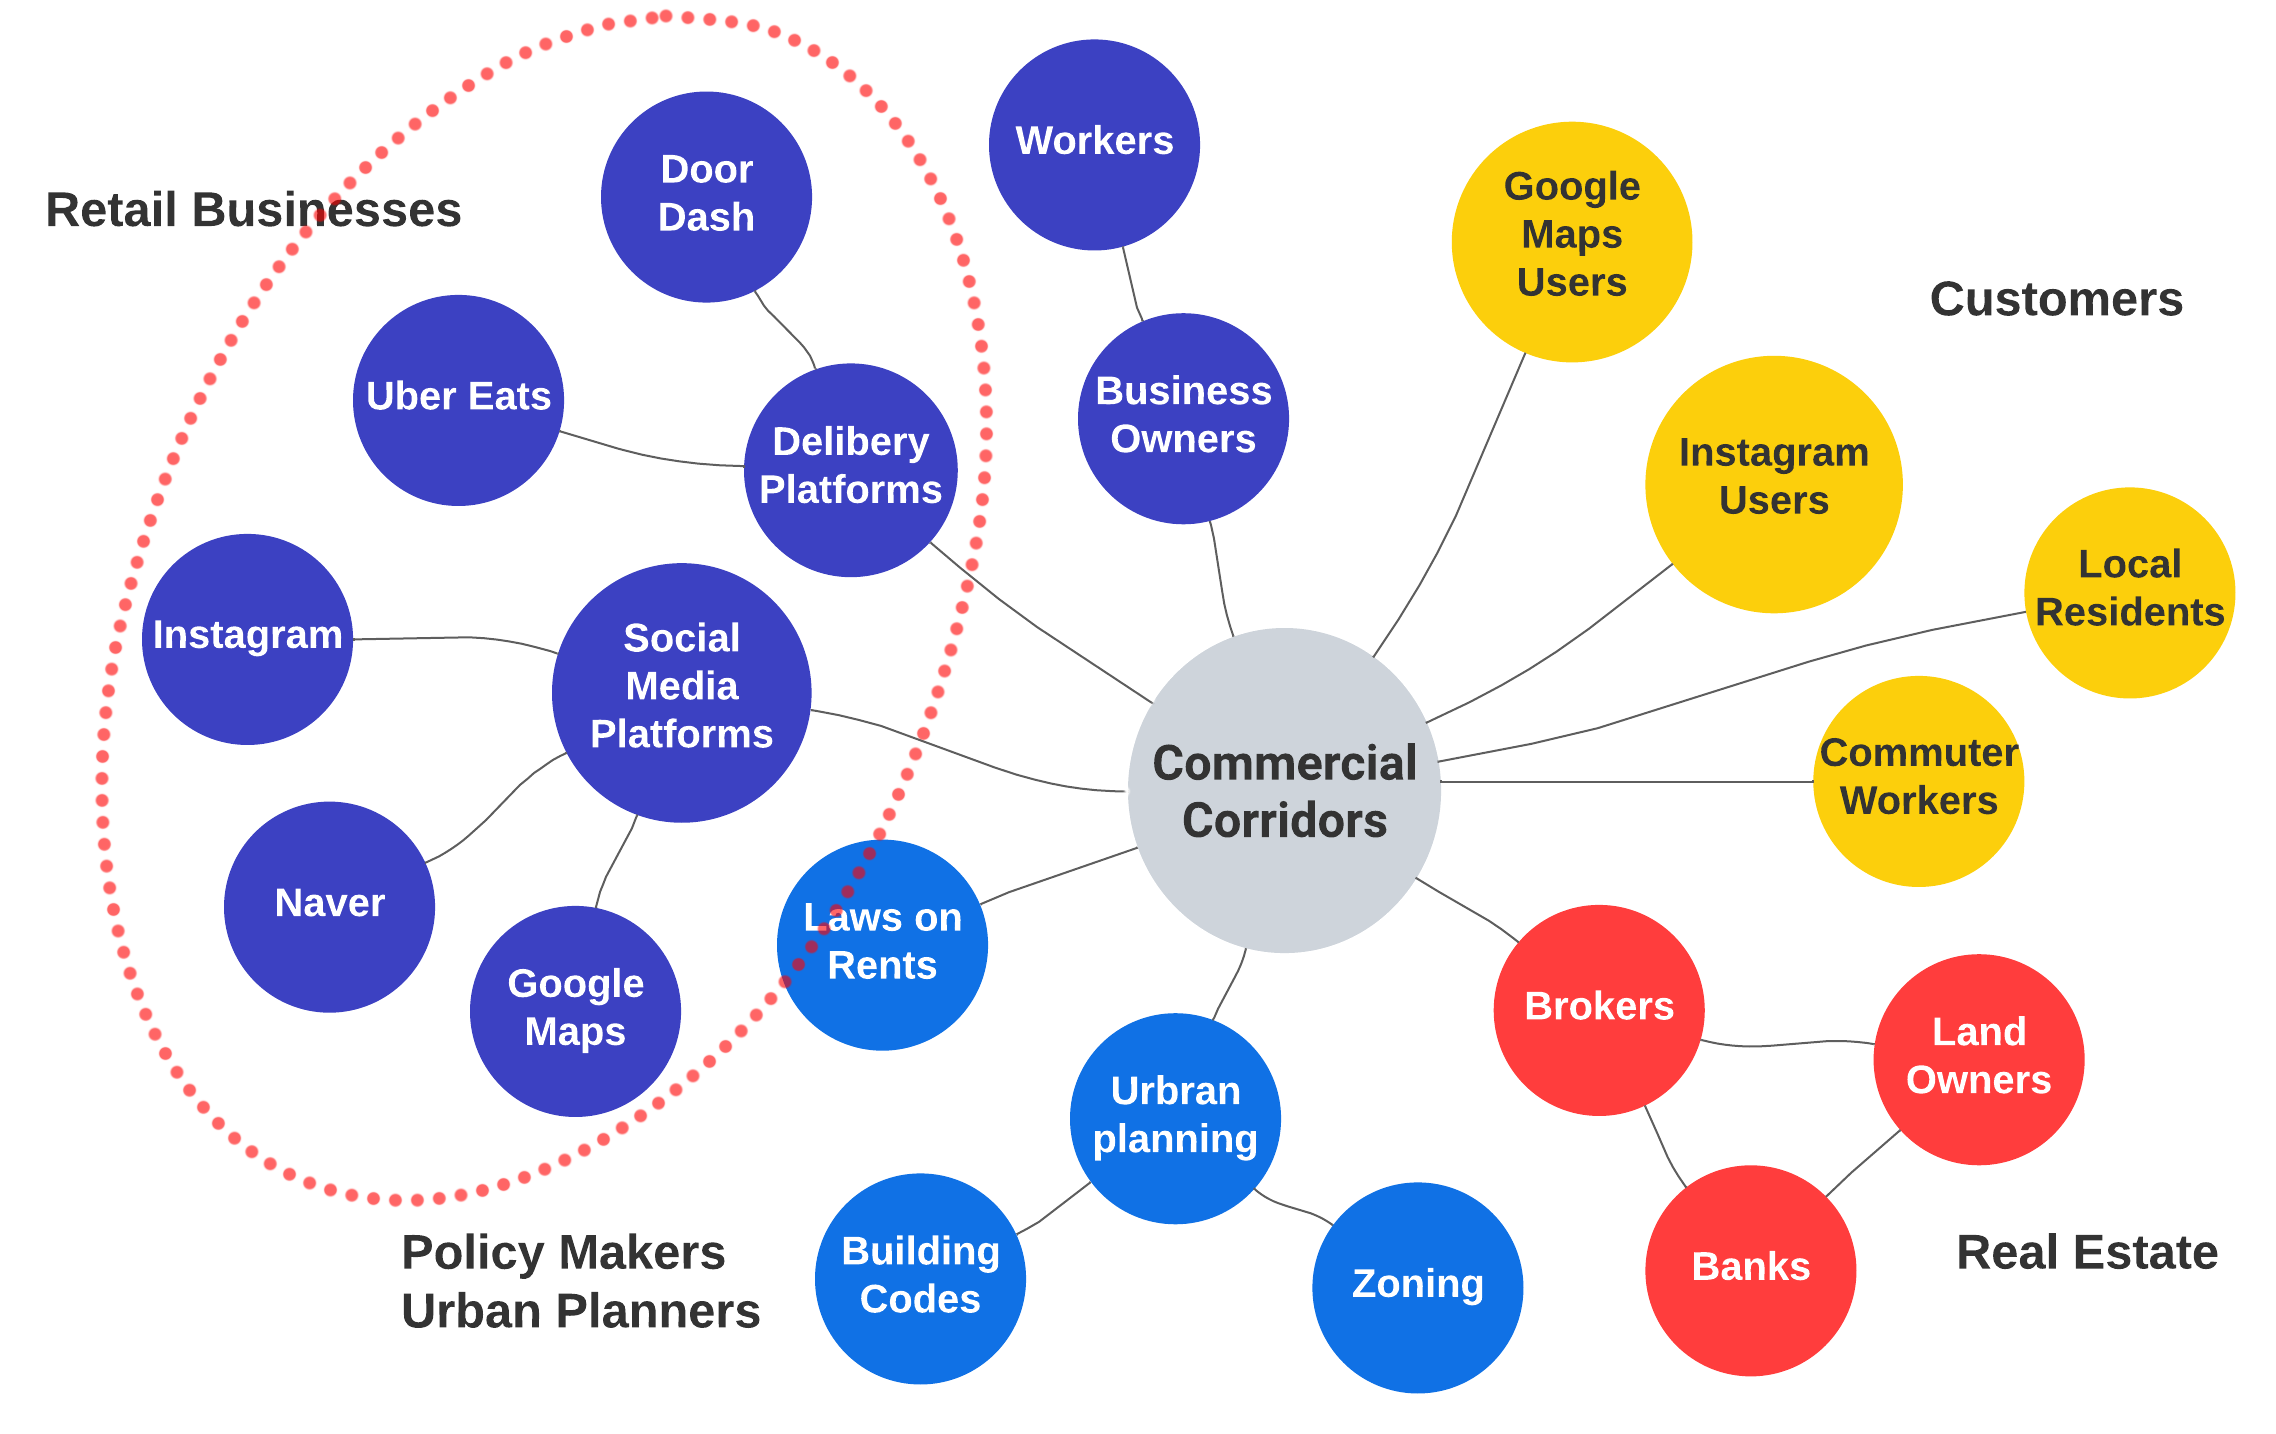 Retail Businesses
Door
Dash
Workers
Google
Maps
Users
Customers
Uber Eats
Delibery
Platforms
Business
Owners
Instagram
Users
Local
Residents
Instagram
Social
Media
Platforms
Commercial
Corridors
Commuter
Workers
Naver
Google
Maps
Laws on
Rents
Brokers
Land
Owners
Urbran
planning
Building
Codes
Zoning
Banks
Policy Makers
Urban Planners
Real Estate